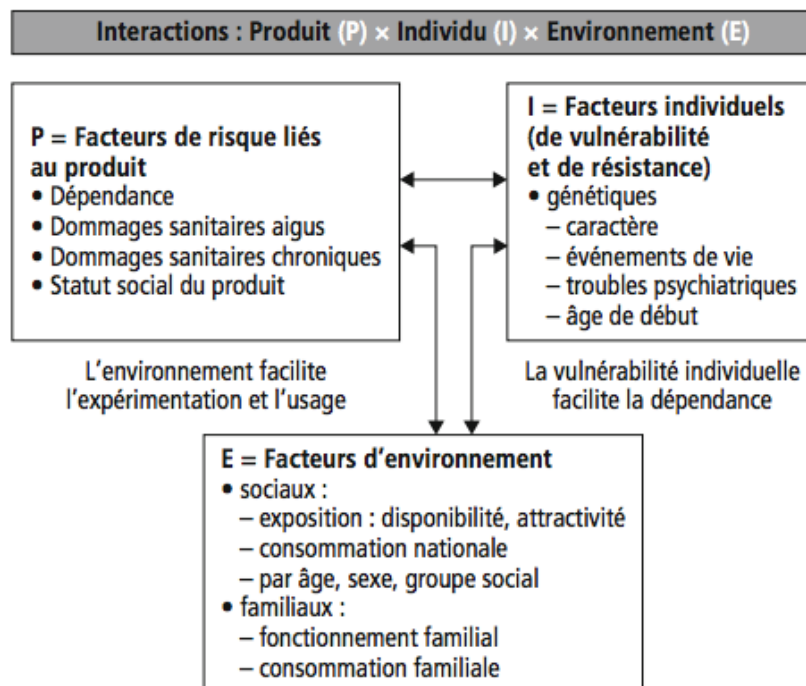 Interactions : Produit (P) × Individu (I) × Environnement (E)
P = Facteurs de risque liés
au produit
• Dépendance
• Dommages sanitaires aigus
• Dommages sanitaires chroniques
• Statut social du produit
I = Facteurs individuels
(de vulnérabilité
et de résistance)
• génétiques
– caractère
– événements de vie
– troubles psychiatriques
– âge de début
L'environnement facilite
l'expérimentation et l'usage
La vulnérabilité individuelle
facilite la dépendance
E = Facteurs d'environnement
• sociaux :
– exposition : disponibilité, attractivité
– consommation nationale
– par âge, sexe, groupe social
• familiaux :
– fonctionnement familial
– consommation familiale